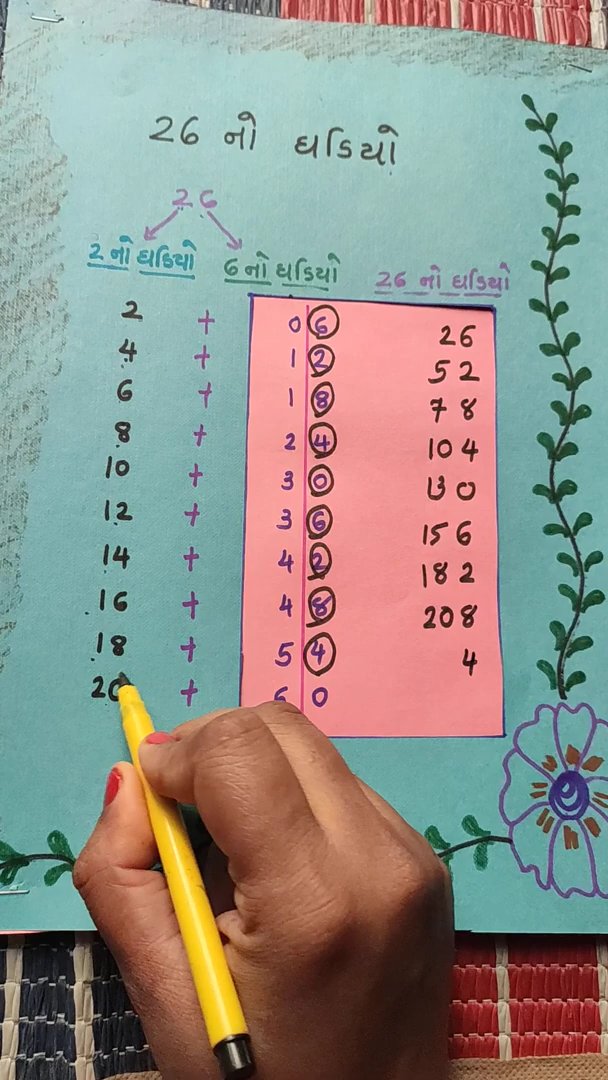 26 નો ઘડિયો
26
2 નો ઘડિયો 6 નો ઘડિયો 26 નો ઘડિયો
2 + 0 6 26
4 + 1 2 52
6 + 1 8 78
8 + 2 4 104
10 + 3 0 130
12 + 3 6 156
14 + 4 2 182
16 + 4 8 208
18 + 5 4 4
20 + 6 0